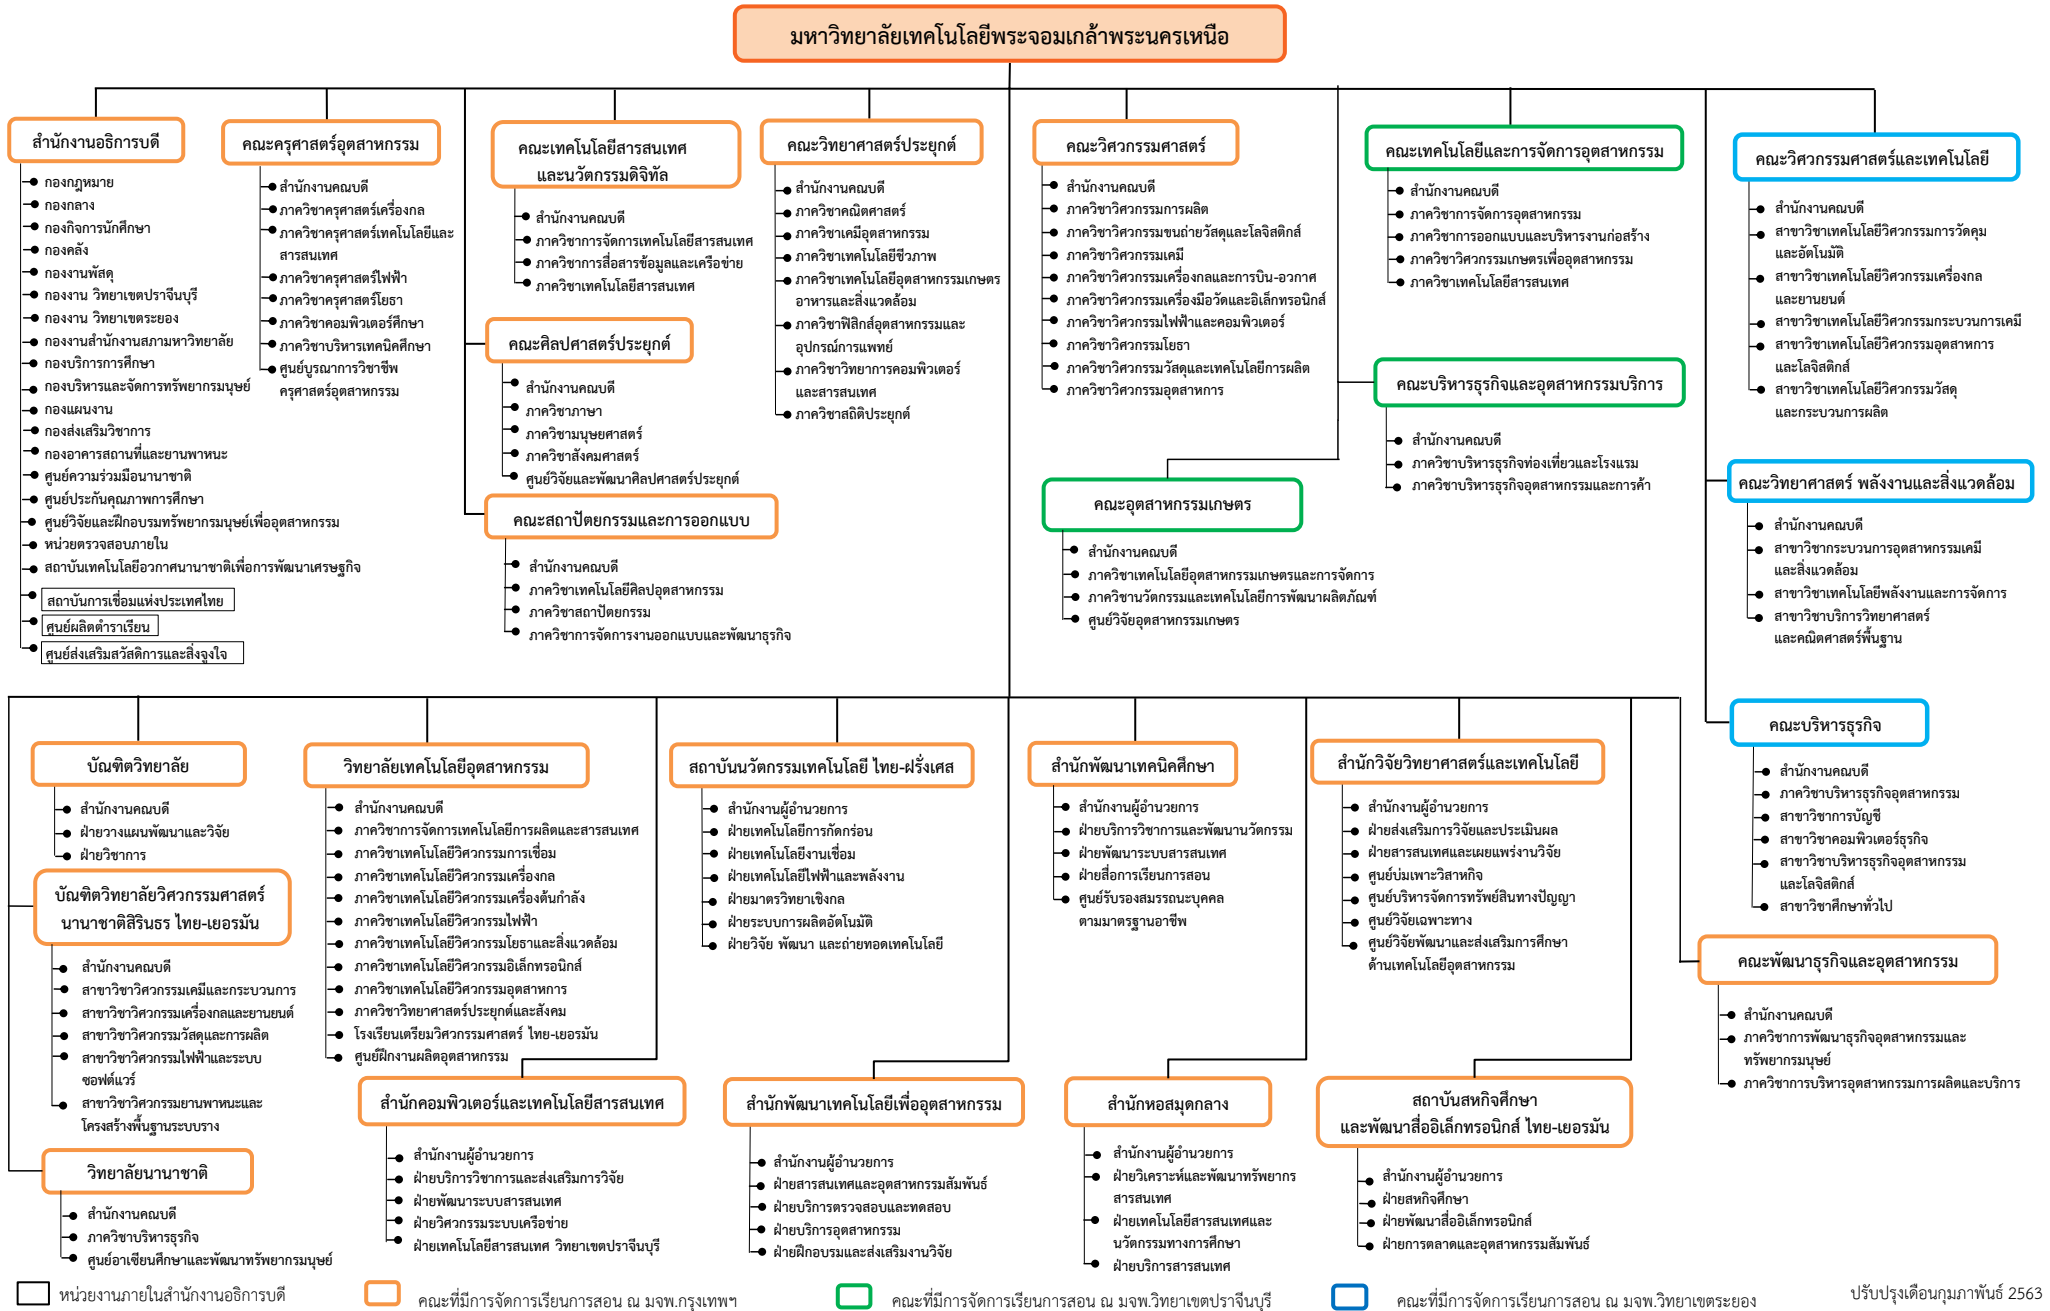 มหาวิทยาลัยเทคโนโลยีพระจอมเกล้าพระนครเหนือ
สำนักงานอธิการบดี
กองกฎหมาย
กองกลาง
กองกิจการนักศึกษา
กองคลัง
กองงานพัสดุ
กองงาน วิทยาเขตปราจีนบุรี
กองงาน วิทยาเขตระยอง
กองงานสำนักงานสภามหาวิทยาลัย
กองบริการการศึกษา
กองบริหารและจัดการทรัพยากรมนุษย์
กองแผนงาน
กองส่งเสริมวิชาการ
กองอาคารสถานที่และยานพาหนะ
ศูนย์ความร่วมมือนานาชาติ
ศูนย์ประกันคุณภาพการศึกษา
ศูนย์วิจัยและฝึกอบรมทรัพยากรมนุษย์เพื่ออุตสาหกรรม
หน่วยตรวจสอบภายใน
สถาบันเทคโนโลยีอวกาศนานาชาติเพื่อการพัฒนาเศรษฐกิจ
สถาบันการเชื่อมแห่งประเทศไทย
ศูนย์ผลิตตำราเรียน
ศูนย์ส่งเสริมสวัสดิการและสิ่งจูงใจ
คณะครุศาสตร์อุตสาหกรรม
สำนักงานคณบดี
ภาควิชาครุศาสตร์เครื่องกล
ภาควิชาครุศาสตร์เทคโนโลยีและ
สารสนเทศ
ภาควิชาครุศาสตร์ไฟฟ้า
ภาควิชาครุศาสตร์โยธา
ภาควิชาคอมพิวเตอร์ศึกษา
ภาควิชาบริหารเทคนิคศึกษา
ศูนย์บูรณาการวิชาชีพ
ครุศาสตร์อุตสาหกรรม
คณะเทคโนโลยีสารสนเทศ
และนวัตกรรมดิจิทัล
สำนักงานคณบดี
ภาควิชาการจัดการเทคโนโลยีสารสนเทศ
ภาควิชาการสื่อสารข้อมูลและเครือข่าย
ภาควิชาเทคโนโลยีสารสนเทศ
คณะศิลปศาสตร์ประยุกต์
สำนักงานคณบดี
ภาควิชาภาษา
ภาควิชามนุษยศาสตร์
ภาควิชาสังคมศาสตร์
ศูนย์วิจัยและพัฒนาศิลปศาสตร์ประยุกต์
คณะสถาปัตยกรรมและการออกแบบ
สำนักงานคณบดี
ภาควิชาเทคโนโลยีศิลปอุตสาหกรรม
ภาควิชาสถาปัตยกรรม
ภาควิชาการจัดการงานออกแบบและพัฒนาธุรกิจ
คณะวิทยาศาสตร์ประยุกต์
สำนักงานคณบดี
ภาควิชาคณิตศาสตร์
ภาควิชาเคมีอุตสาหกรรม
ภาควิชาเทคโนโลยีชีวภาพ
ภาควิชาเทคโนโลยีอุตสาหกรรมเกษตร
อาหารและสิ่งแวดล้อม
ภาควิชาฟิสิกส์อุตสาหกรรมและ
อุปกรณ์การแพทย์
ภาควิชาวิทยาการคอมพิวเตอร์
และสารสนเทศ
ภาควิชาสถิติประยุกต์
คณะวิศวกรรมศาสตร์
สำนักงานคณบดี
ภาควิชาวิศวกรรมการผลิต
ภาควิชาวิศวกรรมขนถ่ายวัสดุและโลจิสติกส์
ภาควิชาวิศวกรรมเคมี
ภาควิชาวิศวกรรมเครื่องกลและการบิน-อวกาศ
ภาควิชาวิศวกรรมเครื่องมือวัดและอิเล็กทรอนิกส์
ภาควิชาวิศวกรรมไฟฟ้าและคอมพิวเตอร์
ภาควิชาวิศวกรรมโยธา
ภาควิชาวิศวกรรมวัสดุและเทคโนโลยีการผลิต
ภาควิชาวิศวกรรมอุตสาหการ
คณะอุตสาหกรรมเกษตร
สำนักงานคณบดี
ภาควิชาเทคโนโลยีอุตสาหกรรมเกษตรและการจัดการ
ภาควิชานวัตกรรมและเทคโนโลยีการพัฒนาผลิตภัณฑ์
ศูนย์วิจัยอุตสาหกรรมเกษตร
คณะเทคโนโลยีและการจัดการอุตสาหกรรม
สำนักงานคณบดี
ภาควิชาการจัดการอุตสาหกรรม
ภาควิชาการออกแบบและบริหารงานก่อสร้าง
ภาควิชาวิศวกรรมเกษตรเพื่ออุตสาหกรรม
ภาควิชาเทคโนโลยีสารสนเทศ
คณะบริหารธุรกิจและอุตสาหกรรมบริการ
สำนักงานคณบดี
ภาควิชาบริหารธุรกิจท่องเที่ยวและโรงแรม
ภาควิชาบริหารธุรกิจอุตสาหกรรมและการค้า
คณะวิศวกรรมศาสตร์และเทคโนโลยี
สำนักงานคณบดี
สาขาวิชาเทคโนโลยีวิศวกรรมการวัดคุม
และอัตโนมัติ
สาขาวิชาเทคโนโลยีวิศวกรรมเครื่องกล
และยานยนต์
สาขาวิชาเทคโนโลยีวิศวกรรมกระบวนการเคมี
สาขาวิชาเทคโนโลยีวิศวกรรมอุตสาหการ
และโลจิสติกส์
สาขาวิชาเทคโนโลยีวิศวกรรมวัสดุ
และกระบวนการผลิต
คณะวิทยาศาสตร์ พลังงานและสิ่งแวดล้อม
สำนักงานคณบดี
สาขาวิชากระบวนการอุตสาหกรรมเคมี
และสิ่งแวดล้อม
สาขาวิชาเทคโนโลยีพลังงานและการจัดการ
สาขาวิชาบริการวิทยาศาสตร์
และคณิตศาสตร์พื้นฐาน
คณะบริหารธุรกิจ
สำนักงานคณบดี
ภาควิชาบริหารธุรกิจอุตสาหกรรม
สาขาวิชาการบัญชี
สาขาวิชาคอมพิวเตอร์ธุรกิจ
สาขาวิชาบริหารธุรกิจอุตสาหกรรม
และโลจิสติกส์
สาขาวิชาศึกษาทั่วไป
บัณฑิตวิทยาลัย
สำนักงานคณบดี
ฝ่ายวางแผนพัฒนาและวิจัย
ฝ่ายวิชาการ
บัณฑิตวิทยาลัยวิศวกรรมศาสตร์
นานาชาติสิรินธร ไทย-เยอรมัน
สำนักงานคณบดี
สาขาวิชาวิศวกรรมเคมีและกระบวนการ
สาขาวิชาวิศวกรรมเครื่องกลและยานยนต์
สาขาวิชาวิศวกรรมวัสดุและการผลิต
สาขาวิชาวิศวกรรมไฟฟ้าและระบบ
ซอฟต์แวร์
สาขาวิชาวิศวกรรมยานพาหนะและ
โครงสร้างพื้นฐานระบบราง
วิทยาลัยนานาชาติ
สำนักงานคณบดี
ภาควิชาบริหารธุรกิจ
ศูนย์อาเซียนศึกษาและพัฒนาทรัพยากรมนุษย์
วิทยาลัยเทคโนโลยีอุตสาหกรรม
สำนักงานคณบดี
ภาควิชาการจัดการเทคโนโลยีการผลิตและสารสนเทศ
ภาควิชาเทคโนโลยีวิศวกรรมการเชื่อม
ภาควิชาเทคโนโลยีวิศวกรรมเครื่องกล
ภาควิชาเทคโนโลยีวิศวกรรมเครื่องต้นกำลัง
ภาควิชาเทคโนโลยีวิศวกรรมไฟฟ้า
ภาควิชาเทคโนโลยีวิศวกรรมโยธาและสิ่งแวดล้อม
ภาควิชาเทคโนโลยีวิศวกรรมอิเล็กทรอนิกส์
ภาควิชาเทคโนโลยีวิศวกรรมอุตสาหการ
ภาควิชาวิทยาศาสตร์ประยุกต์และสังคม
โรงเรียนเตรียมวิศวกรรมศาสตร์ ไทย-เยอรมัน
ศูนย์ฝึกงานผลิตอุตสาหกรรม
สำนักคอมพิวเตอร์และเทคโนโลยีสารสนเทศ
สำนักงานผู้อำนวยการ
ฝ่ายบริการวิชาการและส่งเสริมการวิจัย
ฝ่ายพัฒนาระบบสารสนเทศ
ฝ่ายวิศวกรรมระบบเครือข่าย
ฝ่ายเทคโนโลยีสารสนเทศ วิทยาเขตปราจีนบุรี
สถาบันนวัตกรรมเทคโนโลยี ไทย-ฝรั่งเศส
สำนักงานผู้อำนวยการ
ฝ่ายเทคโนโลยีการกัดกร่อน
ฝ่ายเทคโนโลยีงานเชื่อม
ฝ่ายเทคโนโลยีไฟฟ้าและพลังงาน
ฝ่ายมาตรวิทยาเชิงกล
ฝ่ายระบบการผลิตอัตโนมัติ
ฝ่ายวิจัย พัฒนา และถ่ายทอดเทคโนโลยี
สำนักพัฒนาเทคโนโลยีเพื่ออุตสาหกรรม
สำนักงานผู้อำนวยการ
ฝ่ายสารสนเทศและอุตสาหกรรมสัมพันธ์
ฝ่ายบริการตรวจสอบและทดสอบ
ฝ่ายบริการอุตสาหกรรม
ฝ่ายฝึกอบรมและส่งเสริมงานวิจัย
สำนักพัฒนาเทคนิคศึกษา
สำนักงานผู้อำนวยการ
ฝ่ายบริการวิชาการและพัฒนานวัตกรรม
ฝ่ายพัฒนาระบบสารสนเทศ
ฝ่ายสื่อการเรียนการสอน
ศูนย์รับรองสมรรถนะบุคคล
ตามมาตรฐานอาชีพ
สำนักหอสมุดกลาง
สำนักงานผู้อำนวยการ
ฝ่ายวิเคราะห์และพัฒนาทรัพยากร
สารสนเทศ
ฝ่ายเทคโนโลยีสารสนเทศและ
นวัตกรรมทางการศึกษา
ฝ่ายบริการสารสนเทศ
สำนักวิจัยวิทยาศาสตร์และเทคโนโลยี
สำนักงานผู้อำนวยการ
ฝ่ายส่งเสริมการวิจัยและประเมินผล
ฝ่ายสารสนเทศและเผยแพร่งานวิจัย
ศูนย์บ่มเพาะวิสาหกิจ
ศูนย์บริหารจัดการทรัพย์สินทางปัญญา
ศูนย์วิจัยเฉพาะทาง
ศูนย์วิจัยพัฒนาและส่งเสริมการศึกษา
ด้านเทคโนโลยีอุตสาหกรรม
สถาบันสหกิจศึกษา
และพัฒนาสื่ออิเล็กทรอนิกส์ ไทย-เยอรมัน
สำนักงานผู้อำนวยการ
ฝ่ายสหกิจศึกษา
ฝ่ายพัฒนาสื่ออิเล็กทรอนิกส์
ฝ่ายการตลาดและอุตสาหกรรมสัมพันธ์
คณะพัฒนาธุรกิจและอุตสาหกรรม
สำนักงานคณบดี
ภาควิชาการพัฒนาธุรกิจอุตสาหกรรมและ
ทรัพยากรมนุษย์
ภาควิชาการบริหารอุตสาหกรรมการผลิตและบริการ
หน่วยงานภายในสำนักงานอธิการบดี
คณะที่มีการจัดการเรียนการสอน ณ มจพ.กรุงเทพฯ
คณะที่มีการจัดการเรียนการสอน ณ มจพ.วิทยาเขตปราจีนบุรี
คณะที่มีการจัดการเรียนการสอน ณ มจพ.วิทยาเขตระยอง
ปรับปรุงเดือนกุมภาพันธ์ 2563